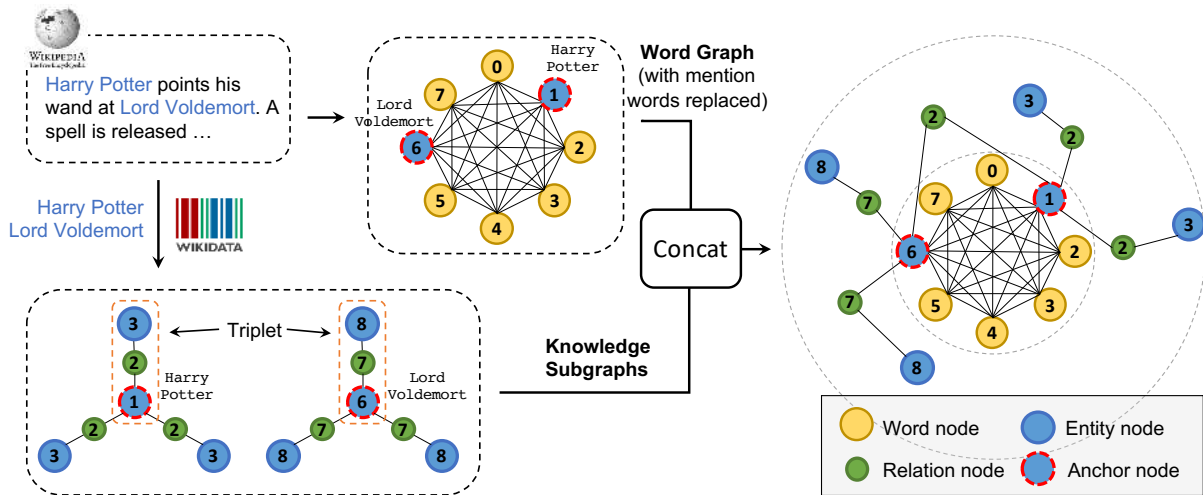 WIKIPEDIA
Harry Potter points his
wand at Lord Voldemort. A
spell is released …
Harry Potter
Lord Voldemort
WIKIDATA
Harry
Potter
Lord
Voldemort
0
7
1
6
2
5
3
4
Word Graph
(with mention
words replaced)
Concat
Triplet
3
2
1
Harry
Potter
2
2
3
3
8
7
6
Lord
Voldemort
7
7
8
8
Knowledge
Subgraphs
3
2
2
8
0
7
7
1
3
6
2
2
5
3
7
4
8
Word node
Entity node
Relation node
Anchor node